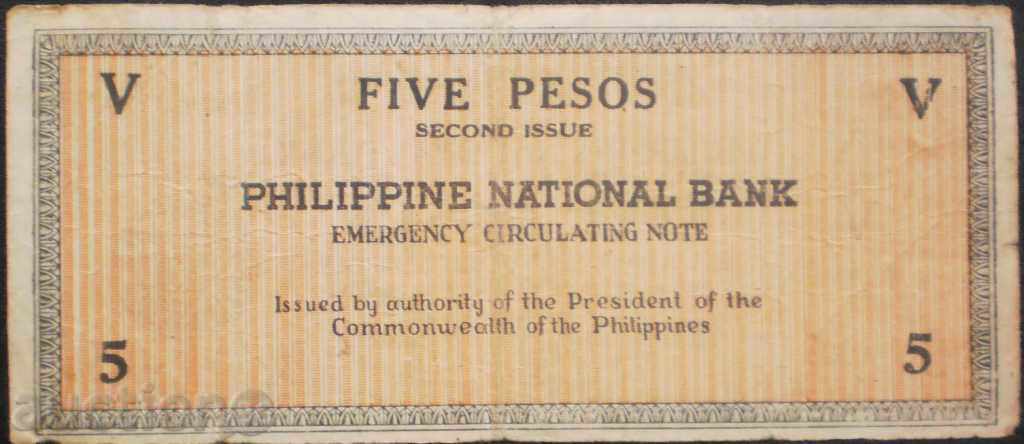 V FIVE PESOS V
SECOND ISSUE
PHILIPPINE NATIONAL BANK
EMERGENCY CIRCULATING NOTE
Issued by authority of the President of the
Commonwealth of the Philippines
5 5
auction